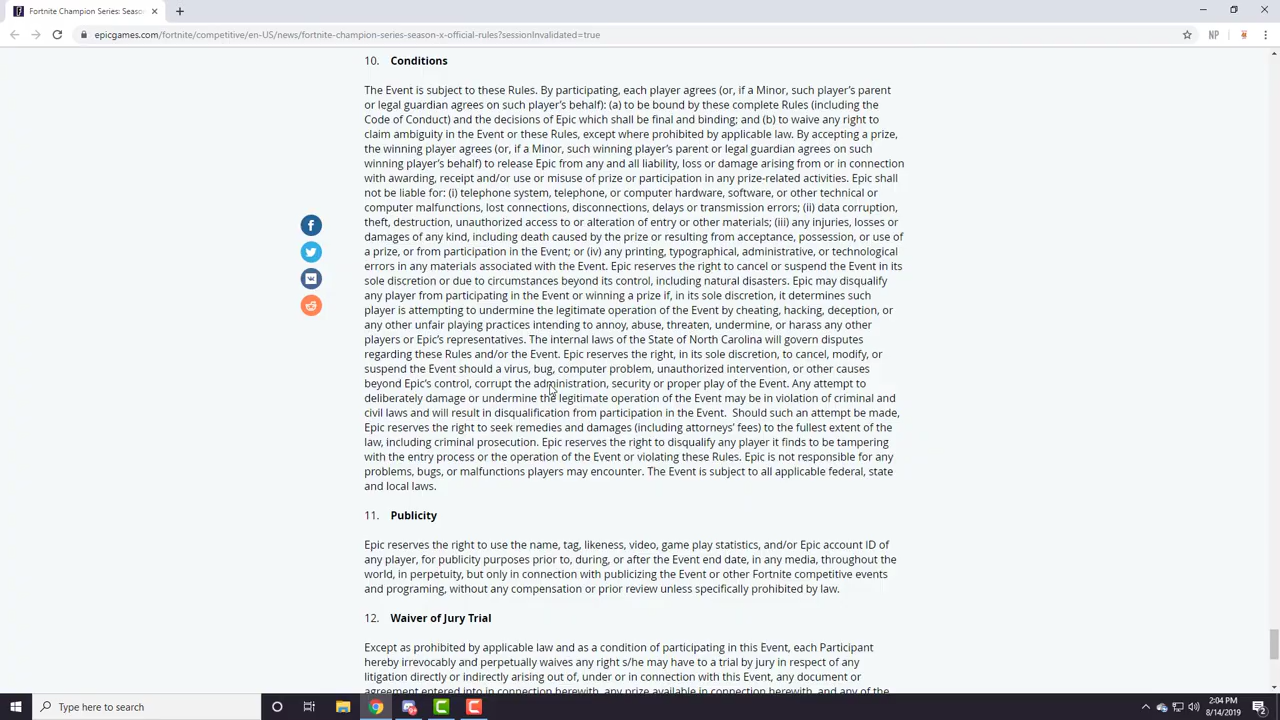 Fortnite Champion Series: Season
epicgames.com/fortnite/competitive/en-US/news/fortnite-champion-series-season-x-official-rules?sessionInvalidated=true
NP
10. Conditions
The Event is subject to these Rules. By participating, each player agrees (or, if a Minor, such player's parent
or legal guardian agrees on such player's behalf): (a) to be bound by these complete Rules (including the
Code of Conduct) and the decisions of Epic which shall be final and binding; and (b) to waive any right to
claim ambiguity in the Event or these Rules, except where prohibited by applicable law. By accepting a prize,
the winning player agrees (or, if a Minor, such winning player's parent or legal guardian agrees on such
winning player's behalf) to release Epic from any and all liability, loss or damage arising from or in connection
with awarding, receipt and/or use or misuse of prize or participation in any prize-related activities. Epic shall
not be liable for: (i) telephone system, telephone, or computer hardware, software, or other technical or
computer malfunctions, lost connections, disconnections, delays or transmission errors; (ii) data corruption,
theft, destruction, unauthorized access to or alteration of entry or other materials; (iii) any injuries, losses or
damages of any kind, including death caused by the prize or resulting from acceptance, possession, or use of
a prize, or from participation in the Event; or (iv) any printing, typographical, administrative, or technological
errors in any materials associated with the Event. Epic reserves the right to cancel or suspend the Event in its
sole discretion or due to circumstances beyond its control, including natural disasters. Epic may disqualify
any player from participating in the Event or winning a prize if, in its sole discretion, it determines such
player is attempting to undermine the legitimate operation of the Event by cheating, hacking, deception, or
any other unfair playing practices intending to annoy, abuse, threaten, undermine, or harass any other
players or Epic's representatives. The internal laws of the State of North Carolina will govern disputes
regarding these Rules and/or the Event. Epic reserves the right, in its sole discretion, to cancel, modify, or
suspend the Event should a virus, bug, computer problem, unauthorized intervention, or other causes
beyond Epic's control, corrupt the administration, security or proper play of the Event. Any attempt to
deliberately damage or undermine the legitimate operation of the Event may be in violation of criminal and
civil laws and will result in disqualification from participation in the Event. Should such an attempt be made,
Epic reserves the right to seek remedies and damages (including attorneys' fees) to the fullest extent of the
law, including criminal prosecution. Epic reserves the right to disqualify any player it finds to be tampering
with the entry process or the operation of the Event or violating these Rules. Epic is not responsible for any
problems, bugs, or malfunctions players may encounter. The Event is subject to all applicable federal, state
and local laws.
11. Publicity
Epic reserves the right to use the name, tag, likeness, video, game play statistics, and/or Epic account ID of
any player, for publicity purposes prior to, during, or after the Event end date, in any media, throughout the
world, in perpetuity, but only in connection with publicizing the Event or other Fortnite competitive events
and programing, without any compensation or prior review unless specifically prohibited by law.
12. Waiver of Jury Trial
Except as prohibited by applicable law and as a condition of participating in this Event, each Participant
hereby irrevocably and perpetually waives any right s/he may have to a trial by jury in respect of any
litigation directly or indirectly arising out of, under or in connection with this Event, any document or
agreement entered into in connection herewith, any prize available in connection herewith, and any of the
Type here to search
2:04 PM
8/14/2019
2